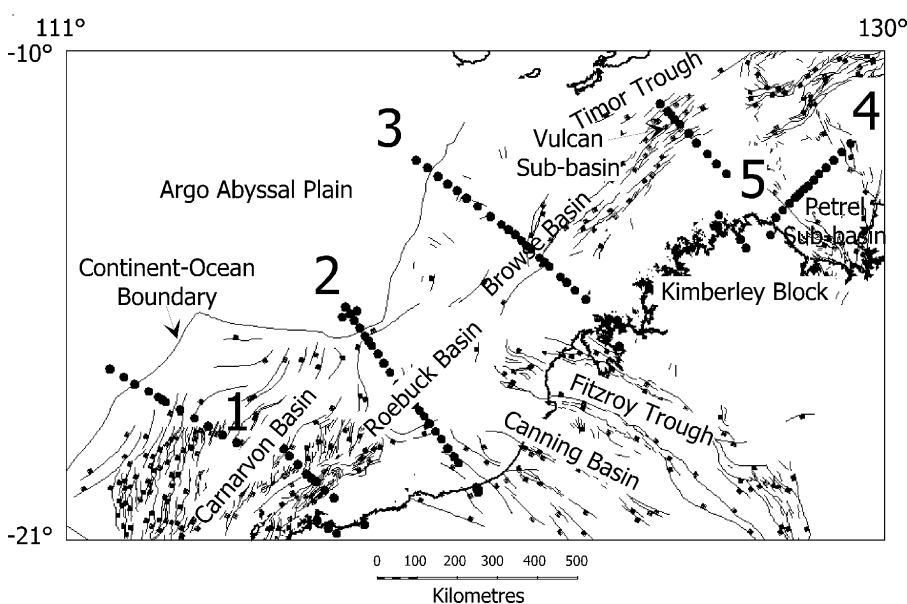 111°
130°
-10°
Timor Trough
3
4
Vulcan
Sub-basin
5
Argo Abyssal Plain
Petrel
Sub-basin
Browse Basin
Continent-Ocean
Boundary
2
Kimberley Block
Roebuck Basin
Fitzroy Trough
1
Carnarvon Basin
Canning Basin
-21°
0 100 200 300 400 500
Kilometres